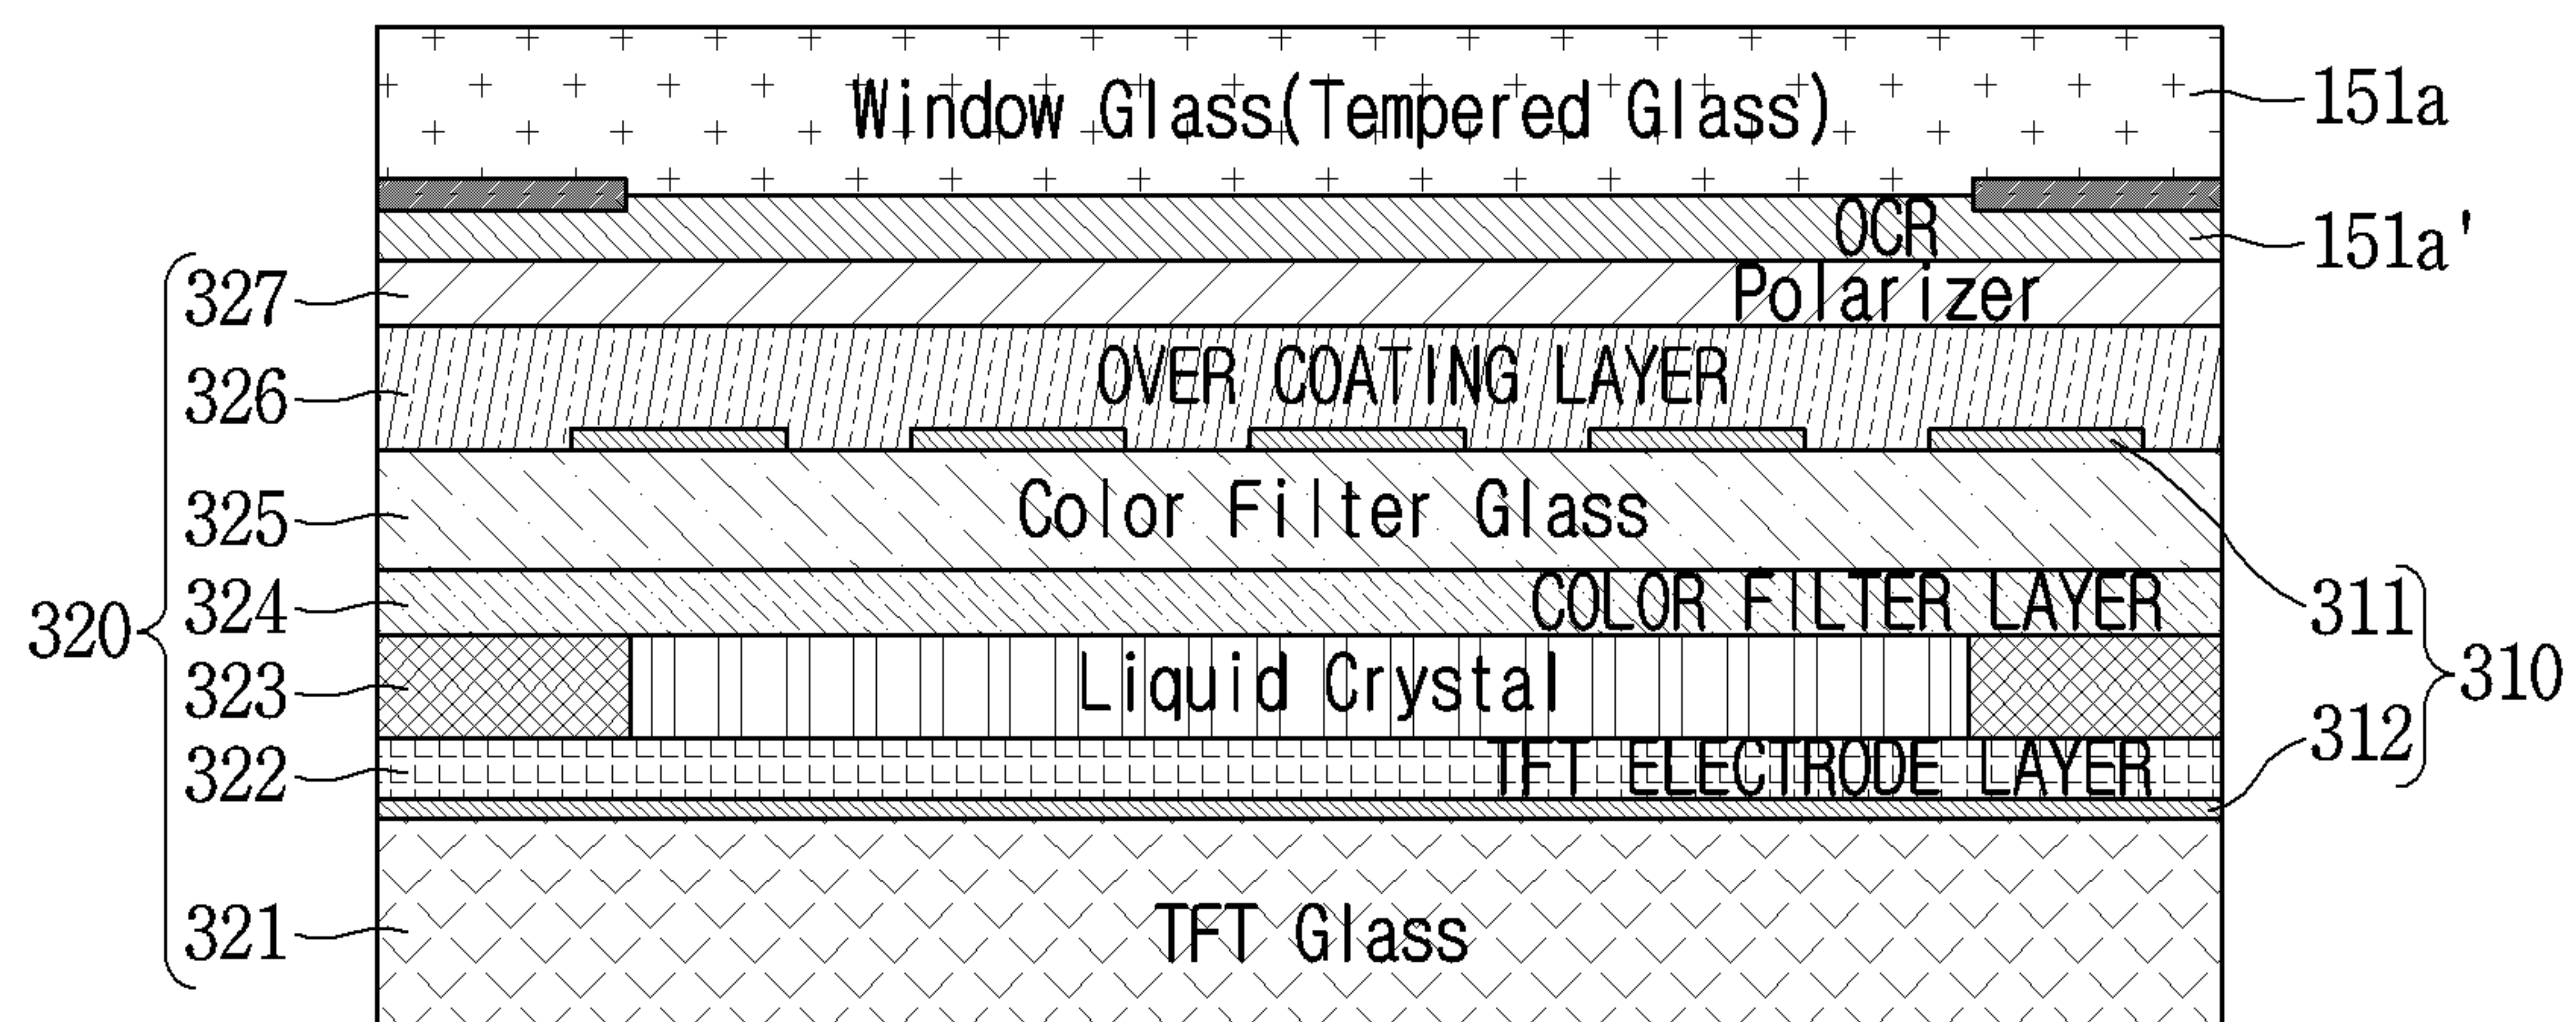 Window Glass(Tempered Glass)
151a
OCR
151a'
327
Polarizer
326
OVER COATING LAYER
325
Color Filter Glass
324
COLOR FILTER LAYER
311
320
310
323
Liquid Crystal
312
322
TFT ELECTRODE LAYER
321
TFT Glass